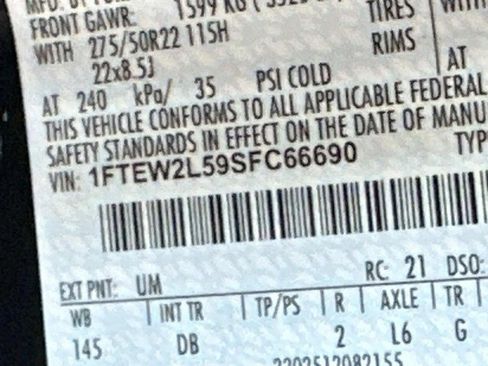 FRONT GAWR: 1599 KG
TIRES WITH
WITH 275/50R22 115H
RIMS
22x8.5J
AT 240 kPa/ 35 PSI COLD
AT
THIS VEHICLE CONFORMS TO ALL APPLICABLE FEDERAL
SAFETY STANDARDS IN EFFECT ON THE DATE OF MANU
VIN: 1FTEW2L59SFC66690
TYP
EXT PNT: UM
RC: 21 DSO:
WB | INT TR | TP/PS | R | AXLE | TR
145 DB 2 L6 G